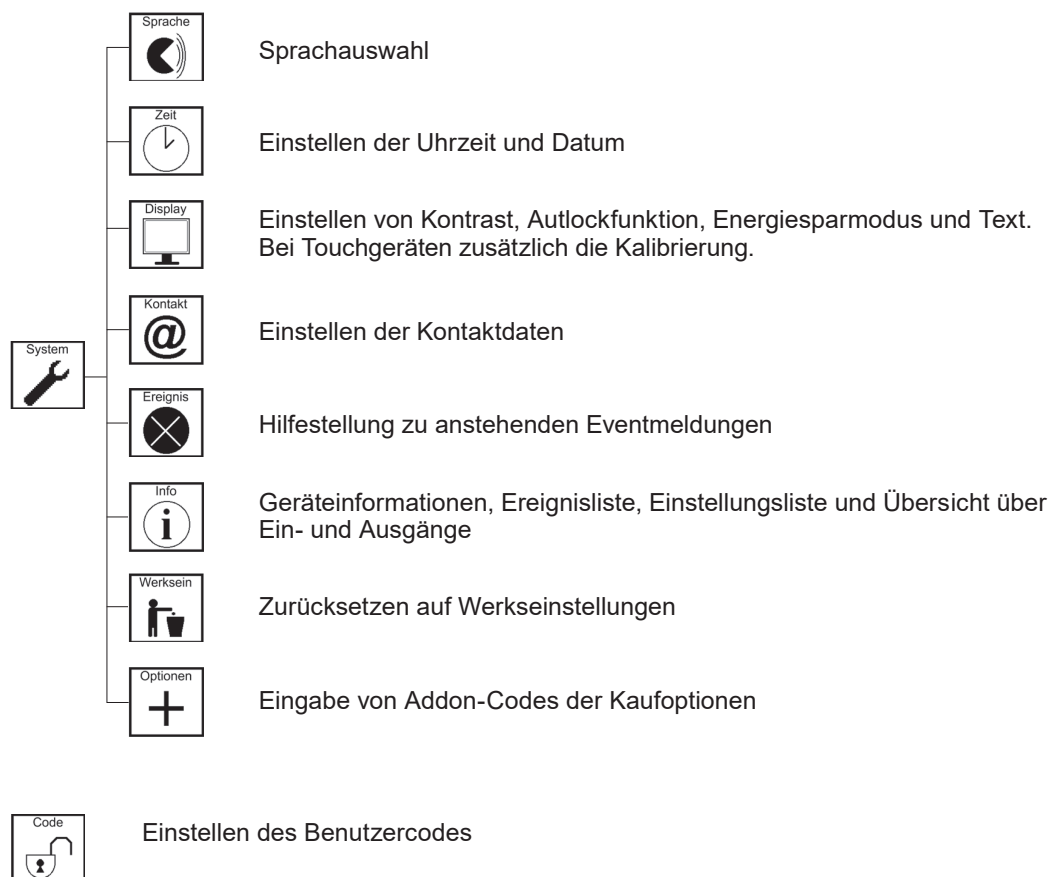 Sprache
Sprachauswahl
Zeit
Einstellen der Uhrzeit und Datum
Display
Einstellen von Kontrast, Autlockfunktion, Energiesparmodus und Text.
Bei Touchgeräten zusätzlich die Kalibrierung.
Kontakt
@
Einstellen der Kontaktdaten
System
Ereignis
Hilfestellung zu anstehenden Eventmeldungen
Info
i
Geräteinformationen, Ereignisliste, Einstellungsliste und Übersicht über
Ein- und Ausgänge
Werksein
Zurücksetzen auf Werkseinstellungen
Optionen
+
Eingabe von Addon-Codes der Kaufoptionen
Code
Einstellen des Benutzercodes